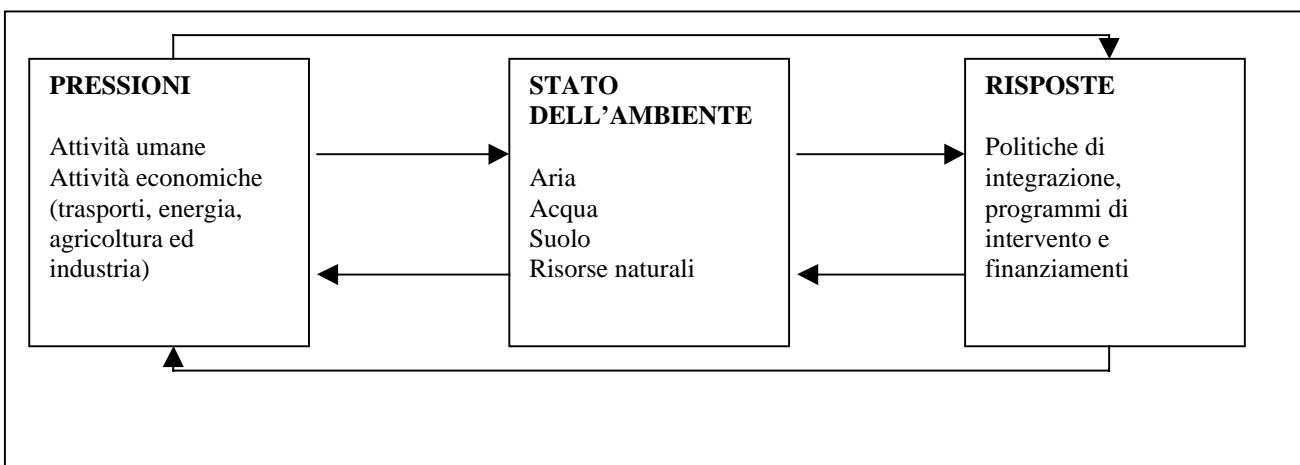 PRESSIONI
Attività umane
Attività economiche
(trasporti, energia,
agricoltura ed
industria)
STATO
DELL’AMBIENTE
Aria
Acqua
Suolo
Risorse naturali
RISPOSTE
Politiche di
integrazione,
programmi di
intervento e
finanziamenti